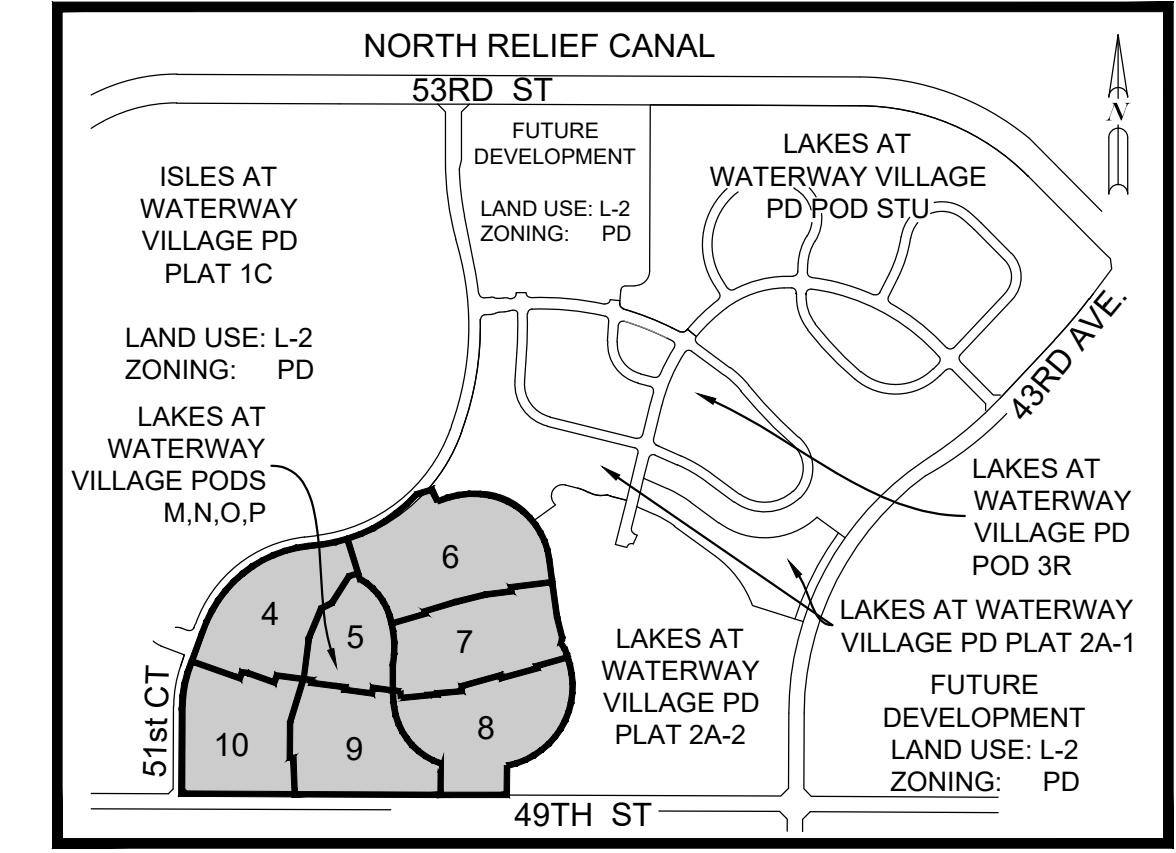 NORTH RELIEF CANAL
53RD ST
N
FUTURE
DEVELOPMENT
LAND USE: L-2
ZONING: PD
LAKES AT
WATERWAY VILLAGE
PD POD STU
ISLES AT
WATERWAY
VILLAGE PD
PLAT 1C
LAND USE: L-2
ZONING: PD
43RD AVE.
LAKES AT
WATERWAY
VILLAGE PODS
M,N,O,P
LAKES AT
WATERWAY
VILLAGE PD
POD 3R
6
4
5
7
LAKES AT WATERWAY
VILLAGE PD PLAT 2A-1
LAKES AT
WATERWAY
VILLAGE PD
PLAT 2A-2
FUTURE
DEVELOPMENT
LAND USE: L-2
ZONING: PD
51st CT
10
9
8
49TH ST